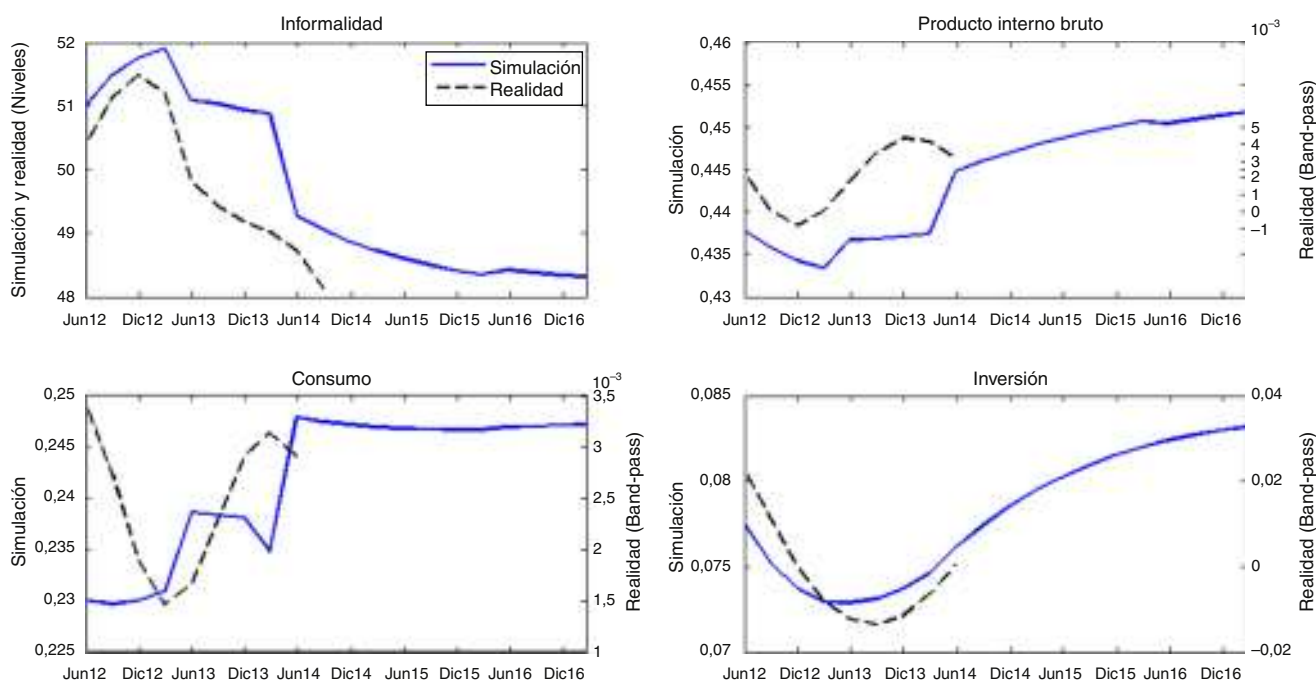 Informalidad
Simulación y realidad (Niveles)
52
51
50
49
48
Simulación
Realidad
Jun12 Dic12 Jun13 Dic13 Jun14 Dic14 Jun15 Dic15 Jun16 Dic16
Producto interno bruto
Simulación
0,46
0,455
0,45
0,445
0,44
0,435
0,43
10⁻³
5
4
3
2
1
0
−1
Realidad (Band-pass)
Jun12 Dic12 Jun13 Dic13 Jun14 Dic14 Jun15 Dic15 Jun16 Dic16
Consumo
Simulación
0,25
0,245
0,24
0,235
0,23
0,225
10⁻³
3,5
3
2,5
2
1,5
1
Realidad (Band-pass)
Jun12 Dic12 Jun13 Dic13 Jun14 Dic14 Jun15 Dic15 Jun16 Dic16
Inversión
Simulación
0,085
0,08
0,075
0,07
0,04
0,02
0
−0,02
Realidad (Band-pass)
Jun12 Dic12 Jun13 Dic13 Jun14 Dic14 Jun15 Dic15 Jun16 Dic16